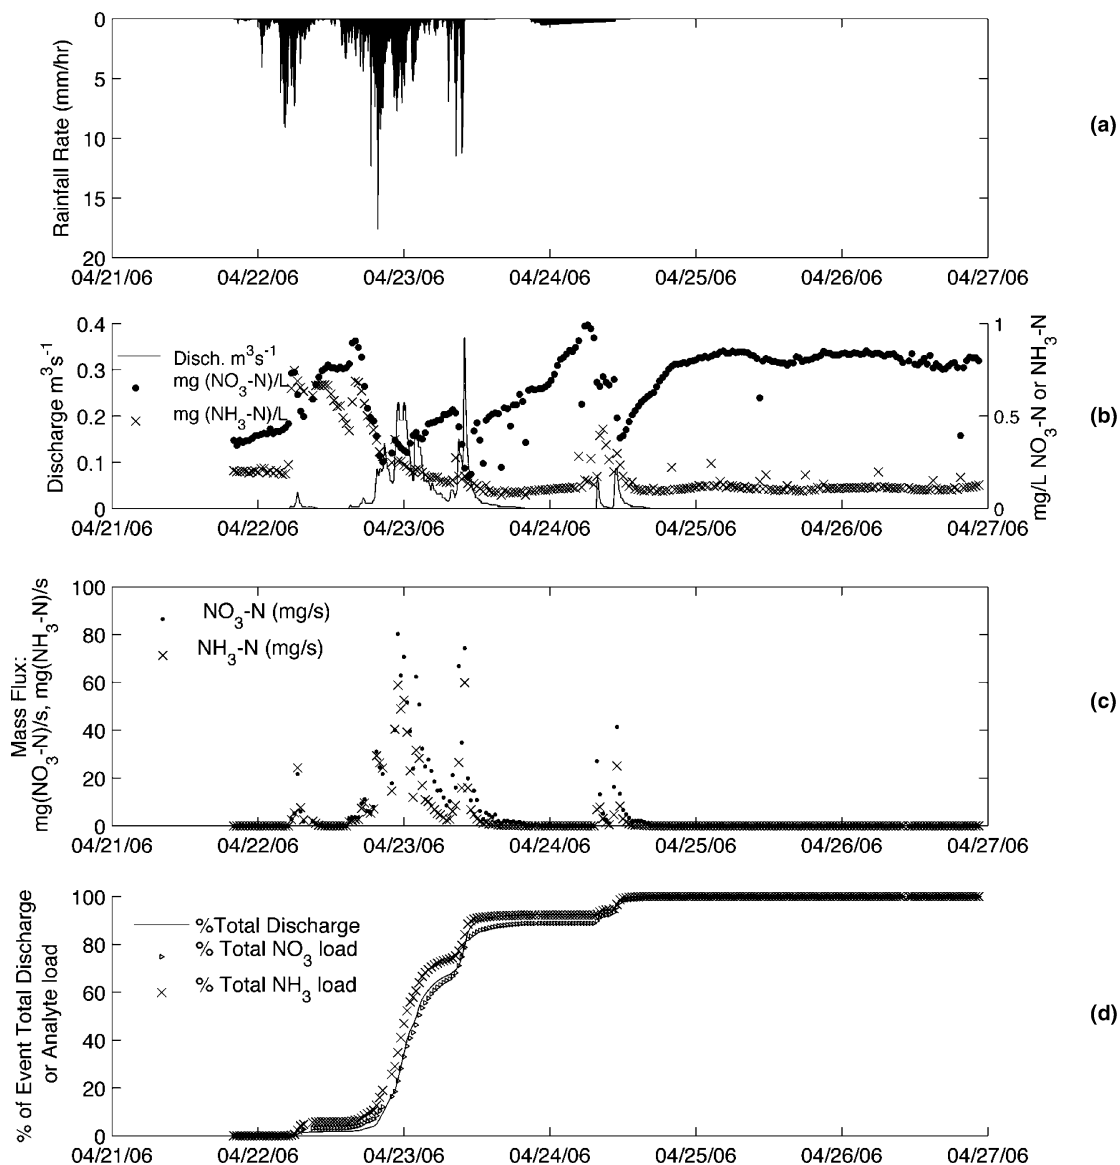 0
5
10
15
20
Rainfall Rate (mm/hr)
04/21/06 04/22/06 04/23/06 04/24/06 04/25/06 04/26/06 04/27/06
(a)
0.4
0.3
0.2
0.1
0
Discharge m³s⁻¹
Disch. m³s⁻¹
mg (NO₃-N)/L
mg (NH₃-N)/L
1
0.5
0
mg/L NO₃-N or NH₃-N
04/21/06 04/22/06 04/23/06 04/24/06 04/25/06 04/26/06 04/27/06
(b)
100
80
60
40
20
0
Mass Flux:
mg(NO₃-N)/s, mg(NH₃-N)/s
NO₃-N (mg/s)
NH₃-N (mg/s)
04/21/06 04/22/06 04/23/06 04/24/06 04/25/06 04/26/06 04/27/06
(c)
100
80
60
40
20
0
% of Event Total Discharge
or Analyte load
%Total Discharge
% Total NO₃ load
% Total NH₃ load
04/21/06 04/22/06 04/23/06 04/24/06 04/25/06 04/26/06 04/27/06
(d)